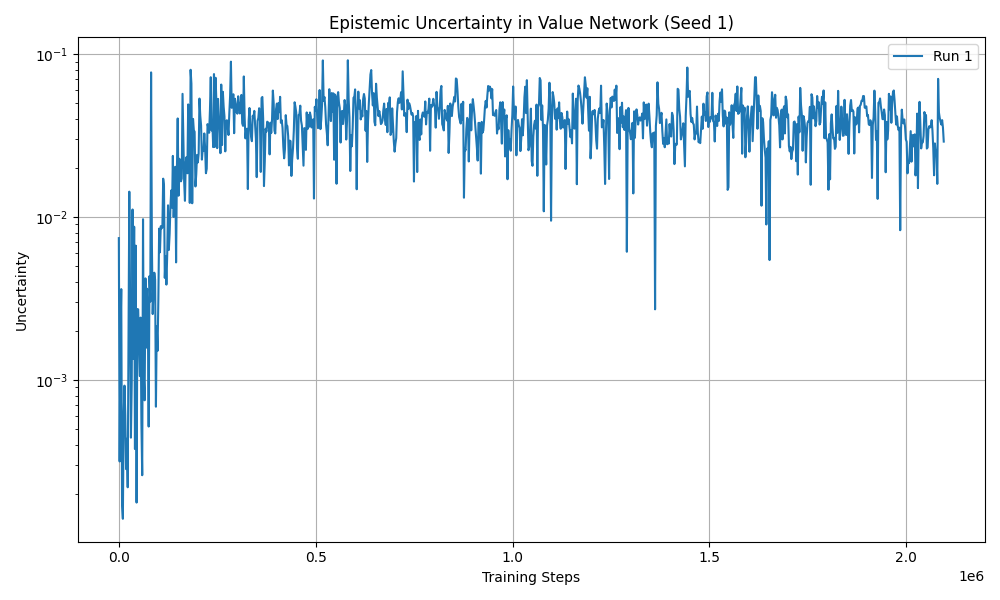 Epistemic Uncertainty in Value Network (Seed 1)
Run 1
10⁻¹
10⁻²
10⁻³
Uncertainty
0.0 0.5 1.0 1.5 2.0
1e6
Training Steps